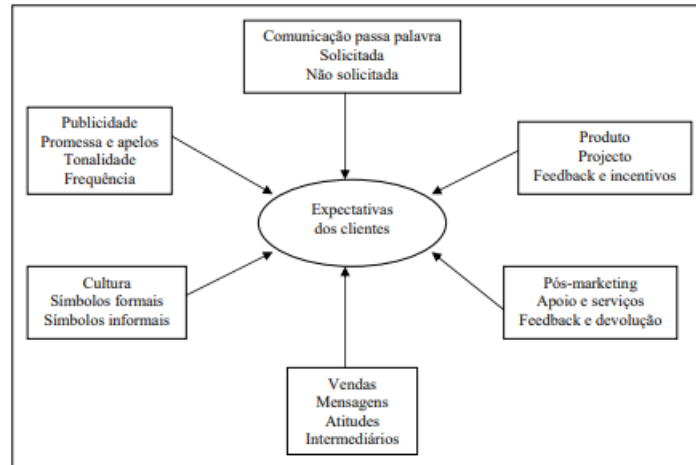 Comunicação passa palavra
Solicitada
Não solicitada
Publicidade
Promessa e apelos
Tonalidade
Frequência
Produto
Projecto
Feedback e incentivos
Expectativas
dos clientes
Cultura
Símbolos formais
Símbolos informais
Pós-marketing
Apoio e serviços
Feedback e devolução
Vendas
Mensagens
Atitudes
Intermediários